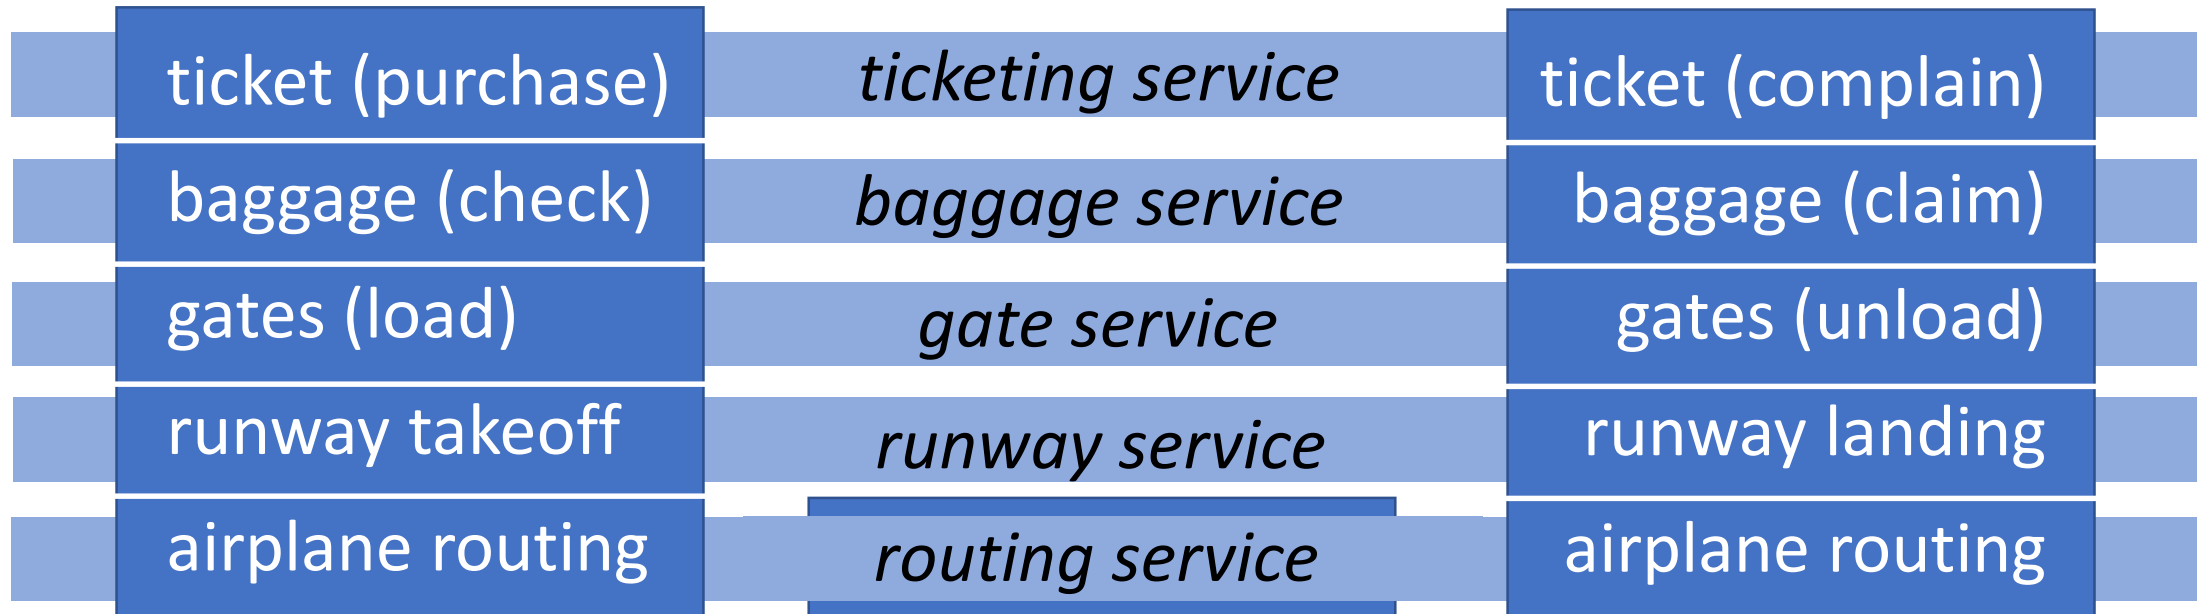 ticket (purchase) ticketing service ticket (complain)
baggage (check) baggage service baggage (claim)
gates (load) gate service gates (unload)
runway takeoff runway service runway landing
airplane routing routing service airplane routing